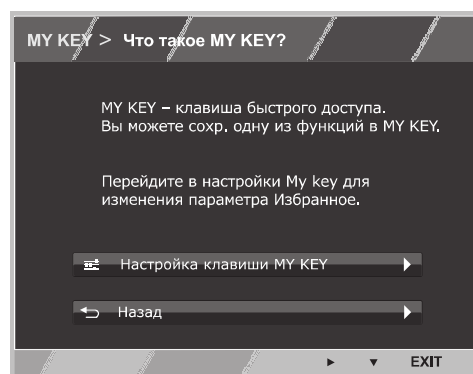 MY KEY > Что такое MY KEY?
MY KEY – клавиша быстрого доступа.
Вы можете сохр. одну из функций в MY KEY.
Перейдите в настройки My key для
изменения параметра Избранное.
Настройка клавиши MY KEY
Назад
EXIT